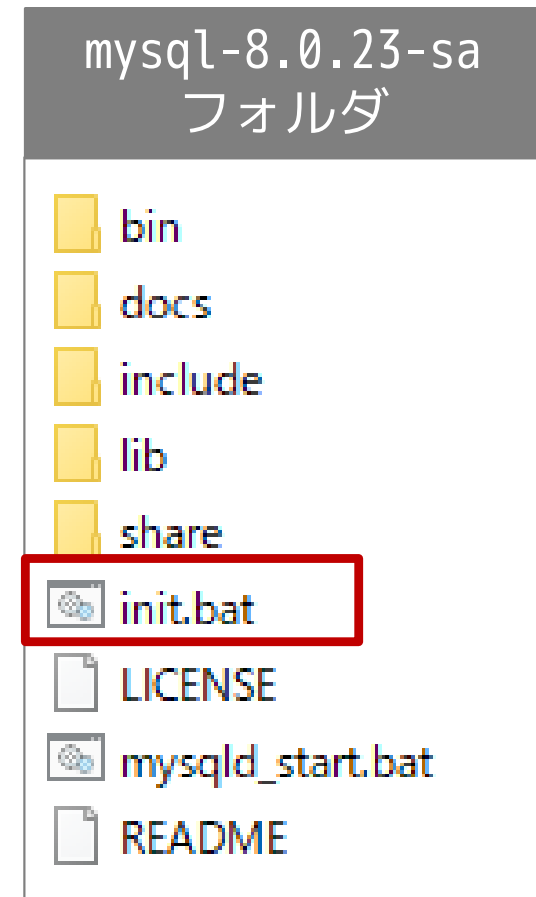 mysql-8.0.23-sa
フォルダ
bin
docs
include
lib
share
init.bat
LICENSE
mysqld_start.bat
README